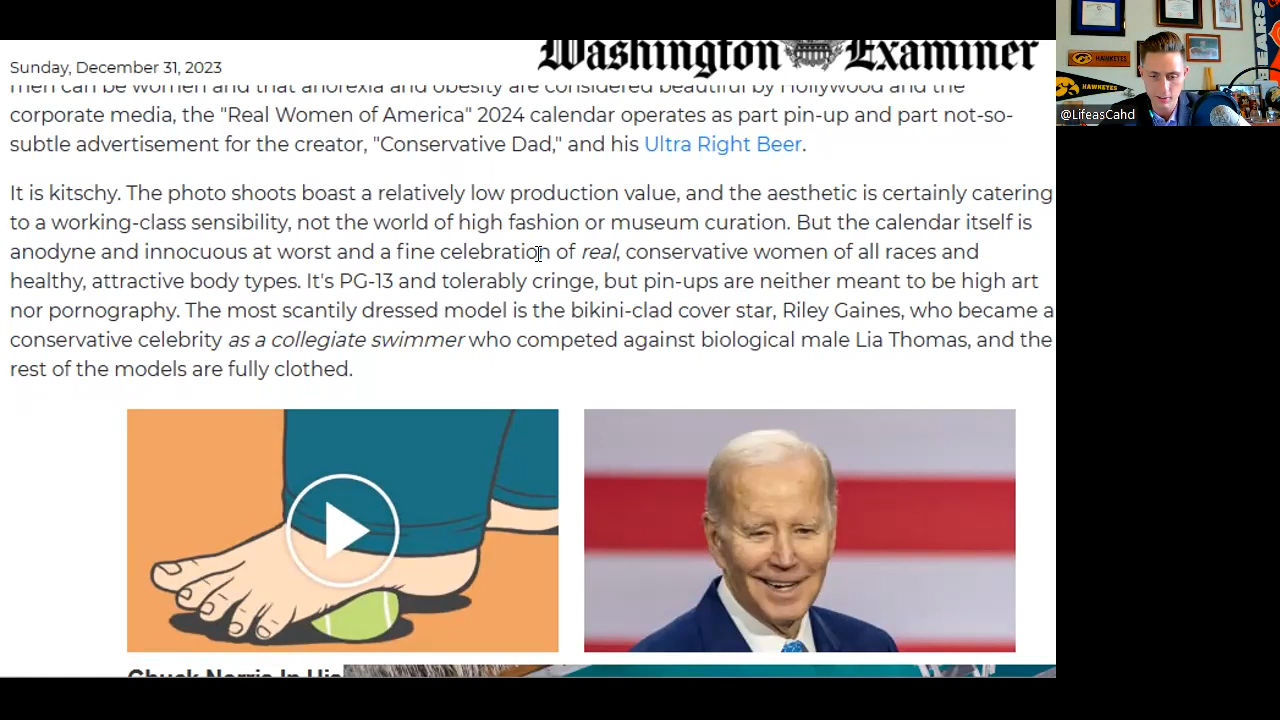 Washington Examiner
Sunday, December 31, 2023
men can be women and that anorexia and obesity are considered beautiful by Hollywood and the
corporate media, the "Real Women of America" 2024 calendar operates as part pin-up and part not-so-
subtle advertisement for the creator, "Conservative Dad," and his Ultra Right Beer.
It is kitschy. The photo shoots boast a relatively low production value, and the aesthetic is certainly catering
to a working-class sensibility, not the world of high fashion or museum curation. But the calendar itself is
anodyne and innocuous at worst and a fine celebration of real, conservative women of all races and
healthy, attractive body types. It's PG-13 and tolerably cringe, but pin-ups are neither meant to be high art
nor pornography. The most scantily dressed model is the bikini-clad cover star, Riley Gaines, who became a
conservative celebrity as a collegiate swimmer who competed against biological male Lia Thomas, and the
rest of the models are fully clothed.
Chuck Norris In His
HAWKEYES
HAWKEYES
BEARS
@LifeasCahd